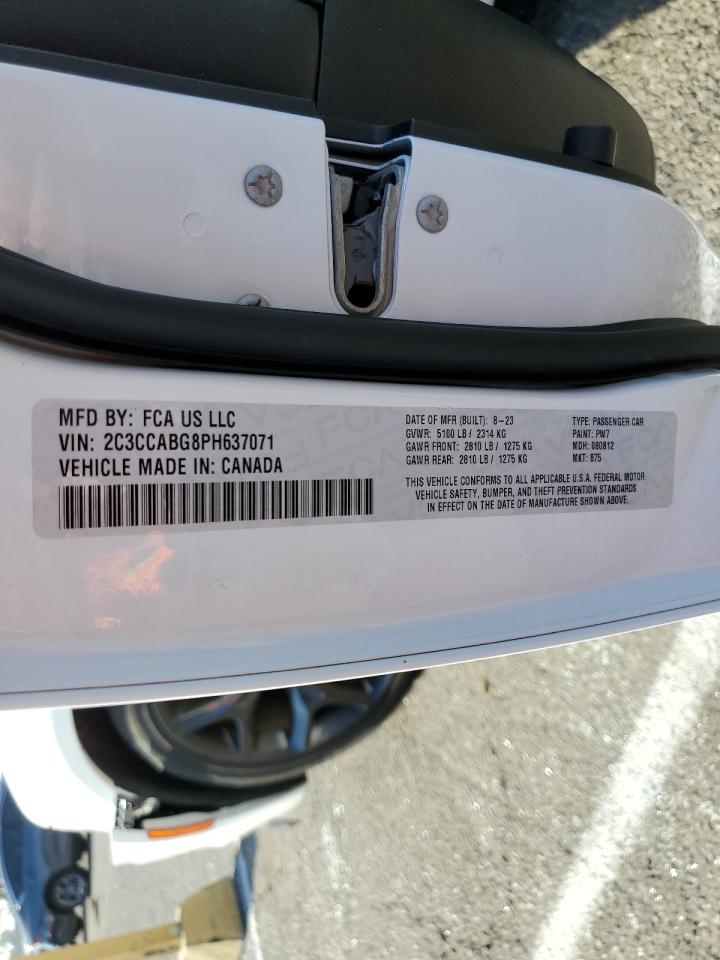 MFD BY: FCA US LLC
VIN: 2C3CCABG8PH637071
VEHICLE MADE IN: CANADA
DATE OF MFR (BUILT): 8-23
GVWR: 5100 LB / 2314 KG
GAWR FRONT: 2810 LB / 1275 KG
GAWR REAR: 2810 LB / 1275 KG
TYPE: PASSENGER CAR
PAINT: PW7
MDH: 080812
MKT: 875
THIS VEHICLE CONFORMS TO ALL APPLICABLE U.S.A. FEDERAL MOTOR
VEHICLE SAFETY, BUMPER, AND THEFT PREVENTION STANDARDS
IN EFFECT ON THE DATE OF MANUFACTURE SHOWN ABOVE.